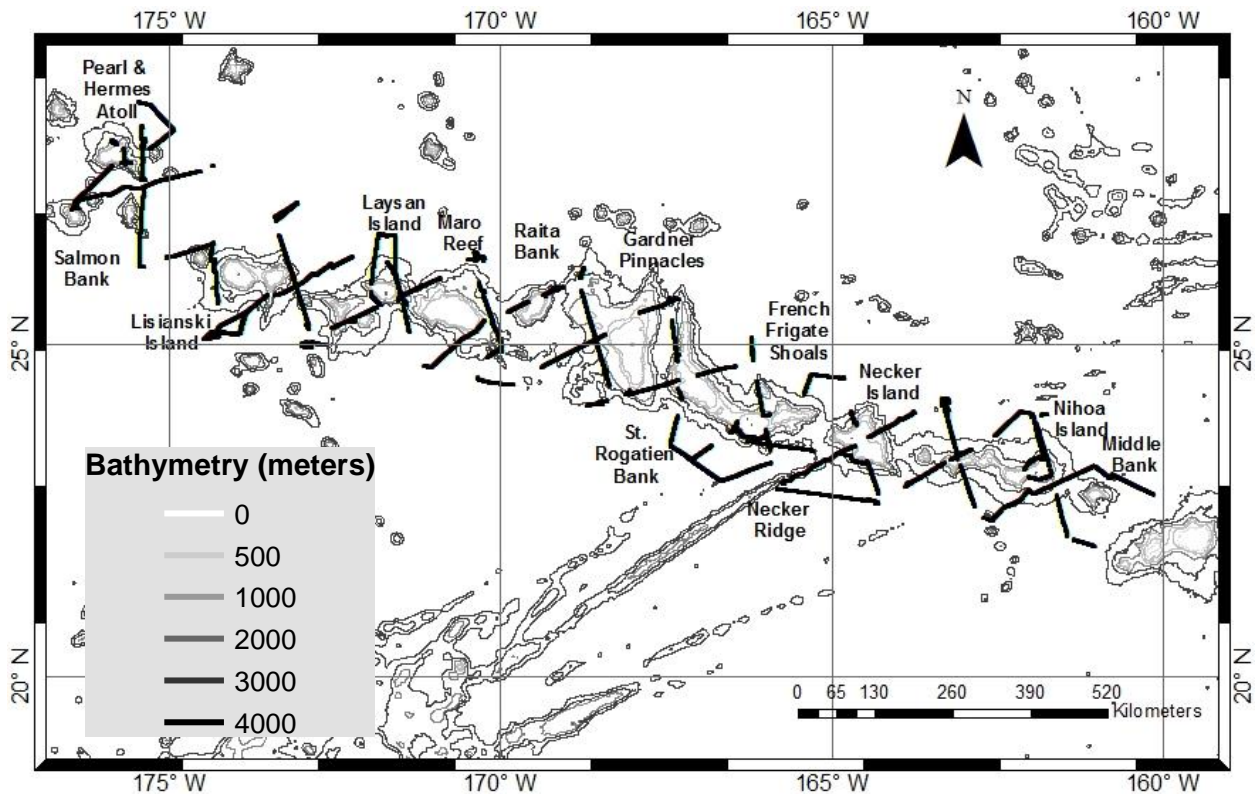 175° W 170° W 165° W 160° W
Pearl &
Hermes
Atoll
N
Laysan
Island
Maro
Reef
Raita
Bank
Gardner
Pinnacles
Salmon
Bank
Lisianski
Island
French
Frigate
Shoals
25° N
25° N
Necker
Island
Nihoa
Island
Middle
Bank
St.
Rogatien
Bank
Necker
Ridge
Bathymetry (meters)
0
500
1000
2000
3000
4000
20° N
20° N
0 65 130 260 390 520
Kilometers
175° W 170° W 165° W 160° W